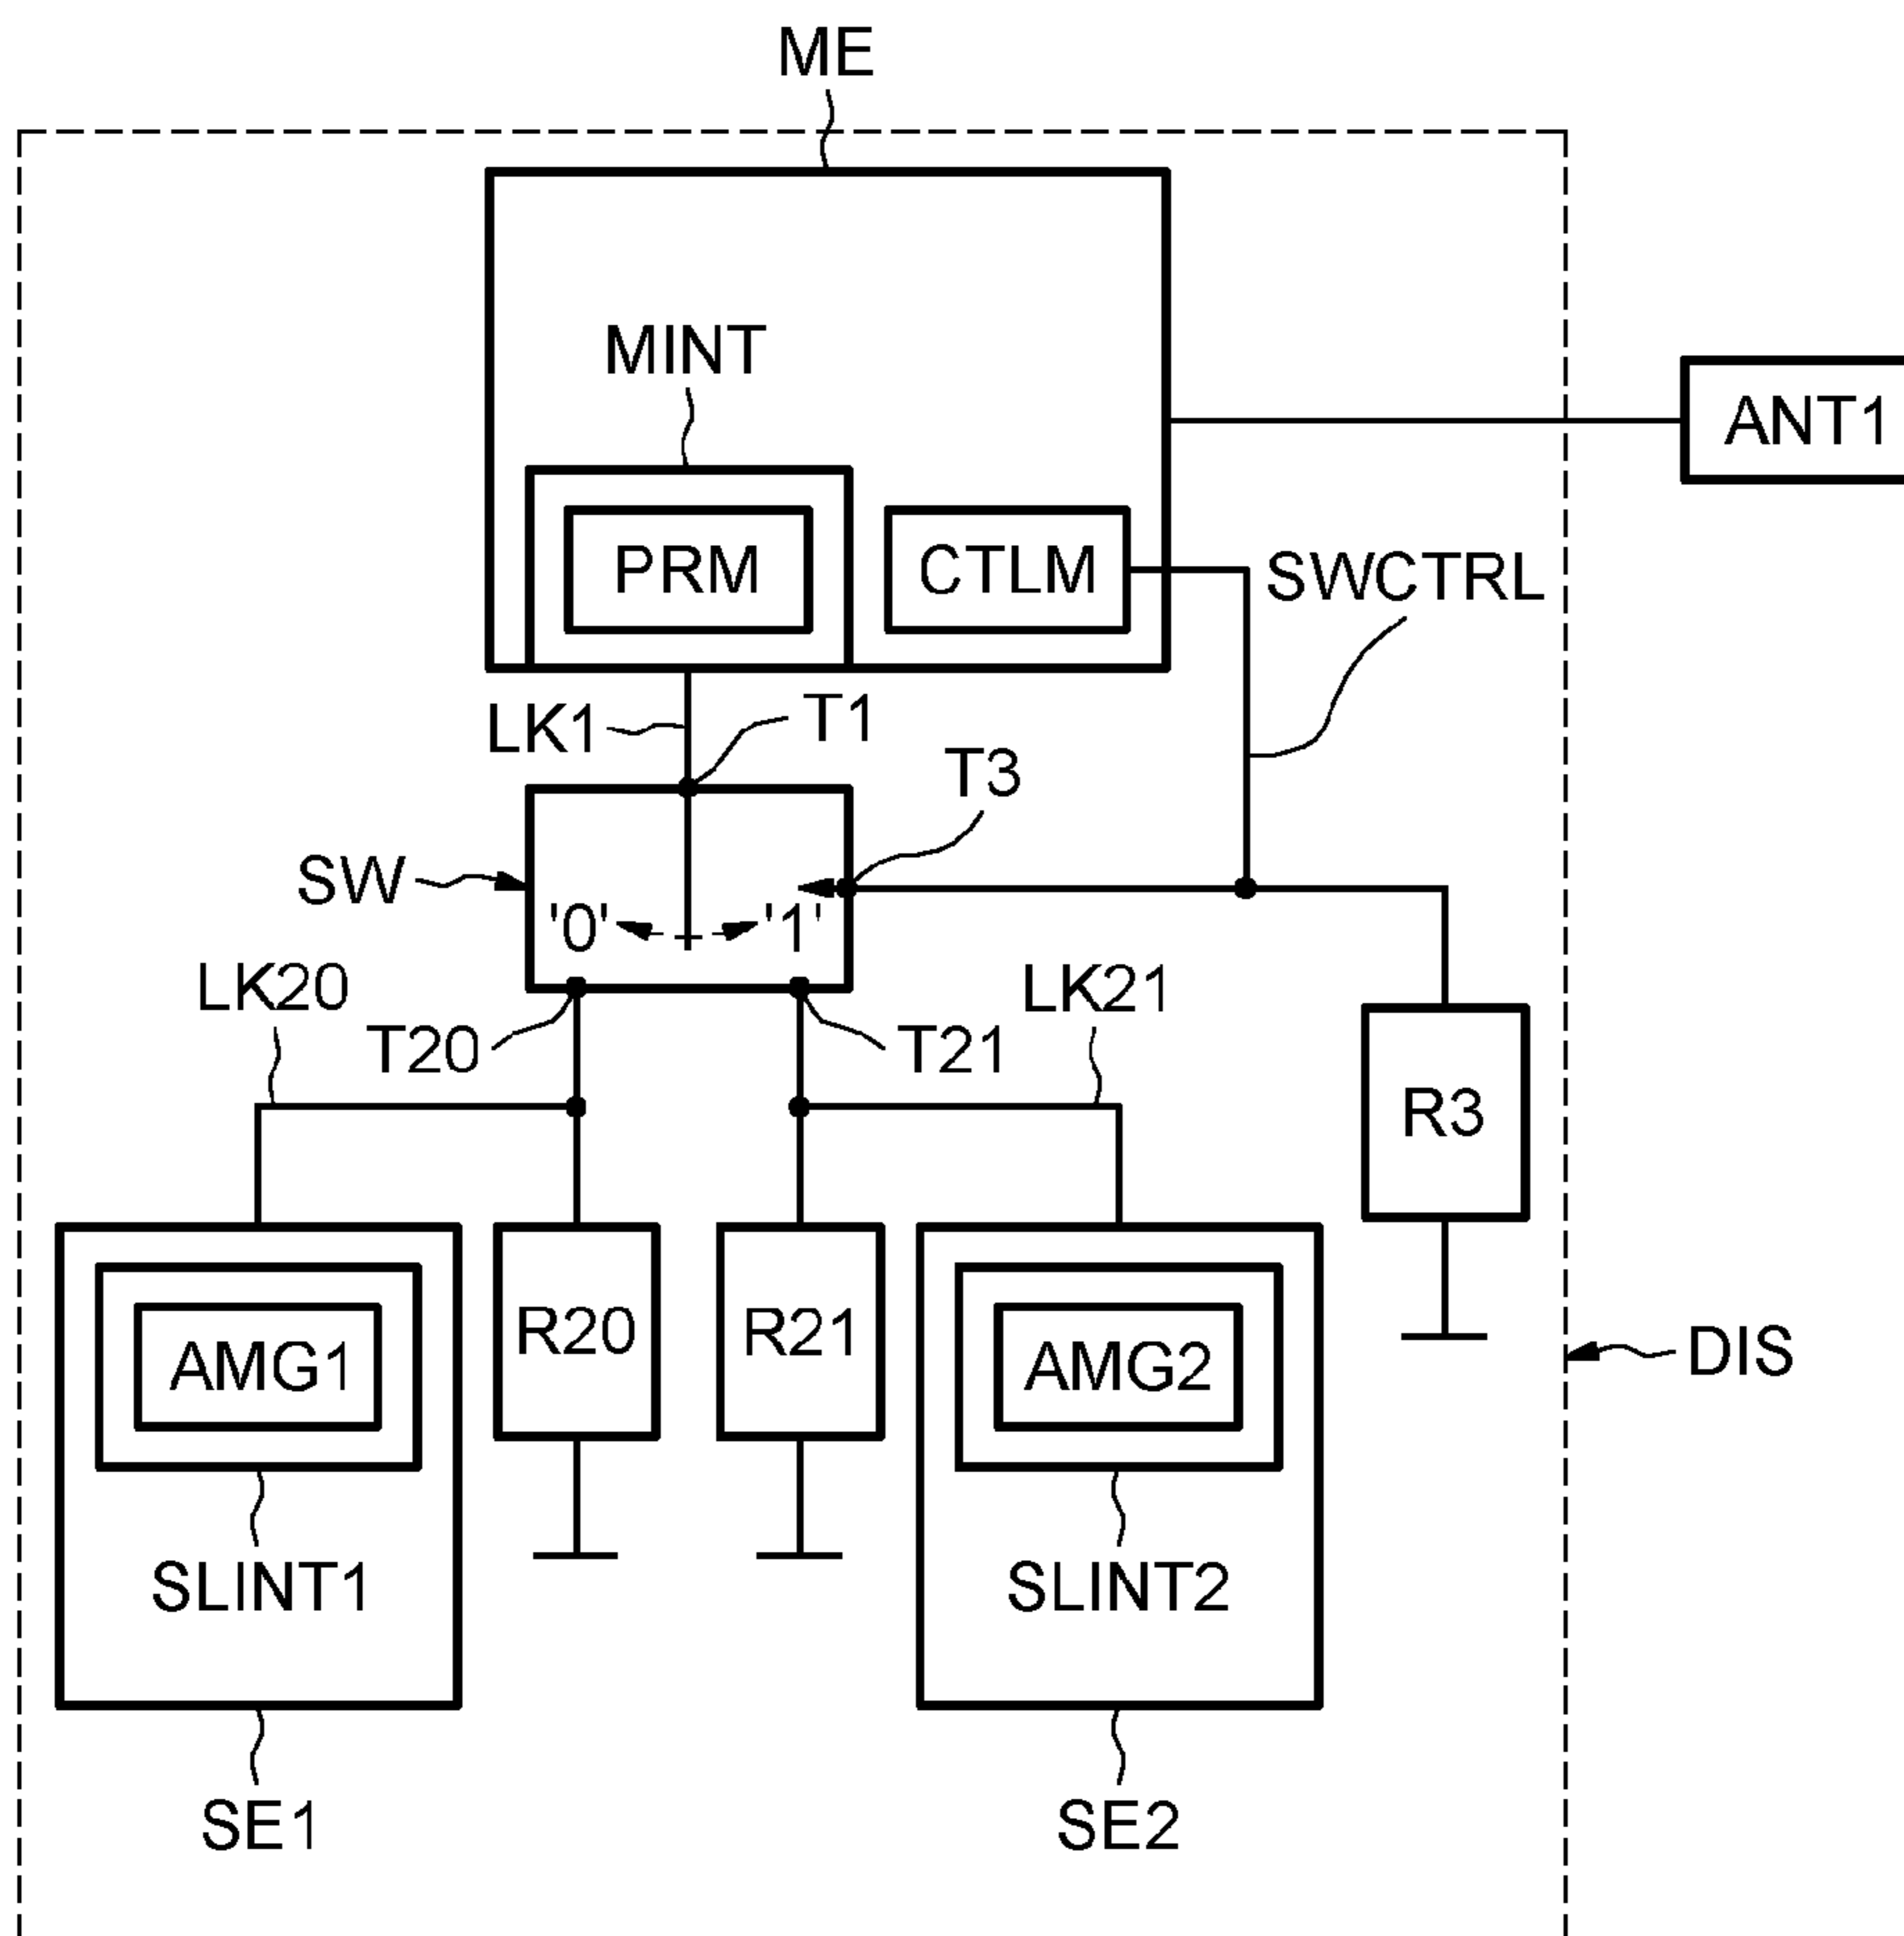 ME
MINT
ANT1
PRM
CTLM
SWCTRL
LK1
T1
T3
SW
'0'
'1'
LK20
LK21
T20
T21
R3
R20
R21
AMG1
AMG2
DIS
SLINT1
SLINT2
SE1
SE2